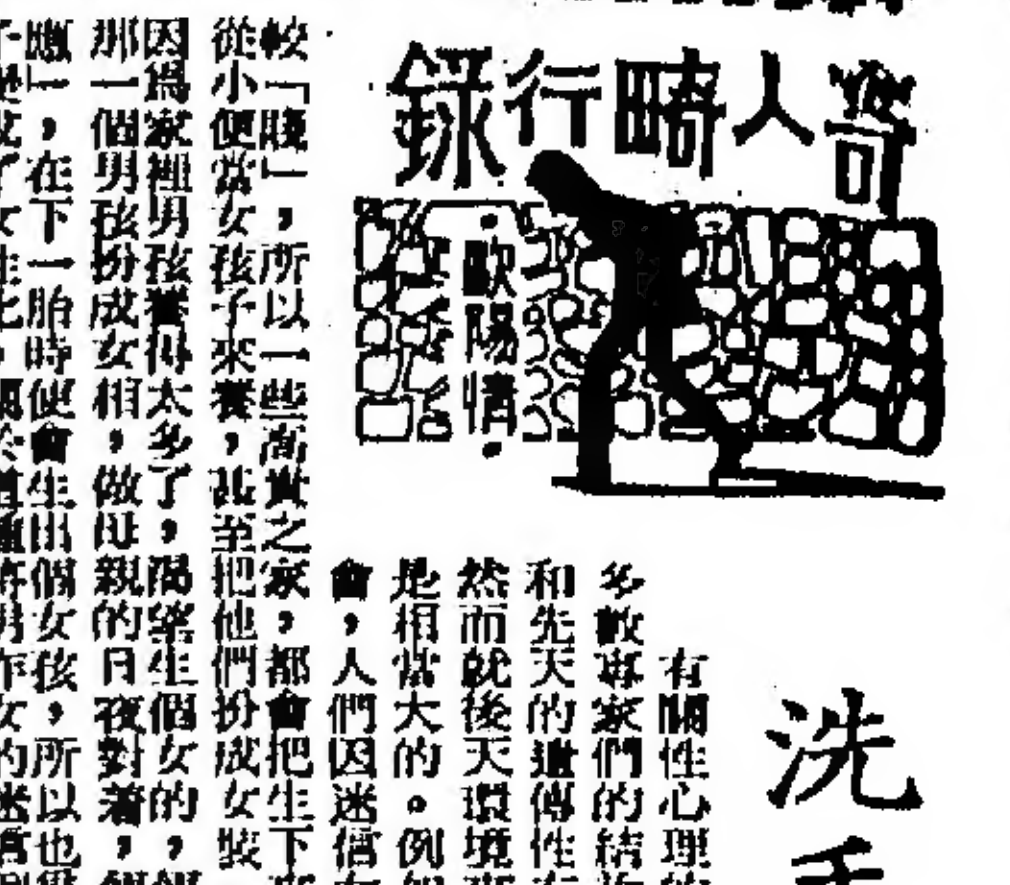 奇人畸行錄
·歐陽情·
洗手
有關性心理的
多數專家們的結
和先天的遺傳性
然而就後天環境
是相當大的。例如
會，人們因迷信
較「賤」，所以一些高貴之家，都會把生下
從小便當女孩子來養，甚至把他們扮成女裝
因為家裡男孩養得太多了，渴望生個女的，
那一個男孩扮成女相，做母親的日夜對着，
應」，在下一胎時便會生出個女孩，所以也